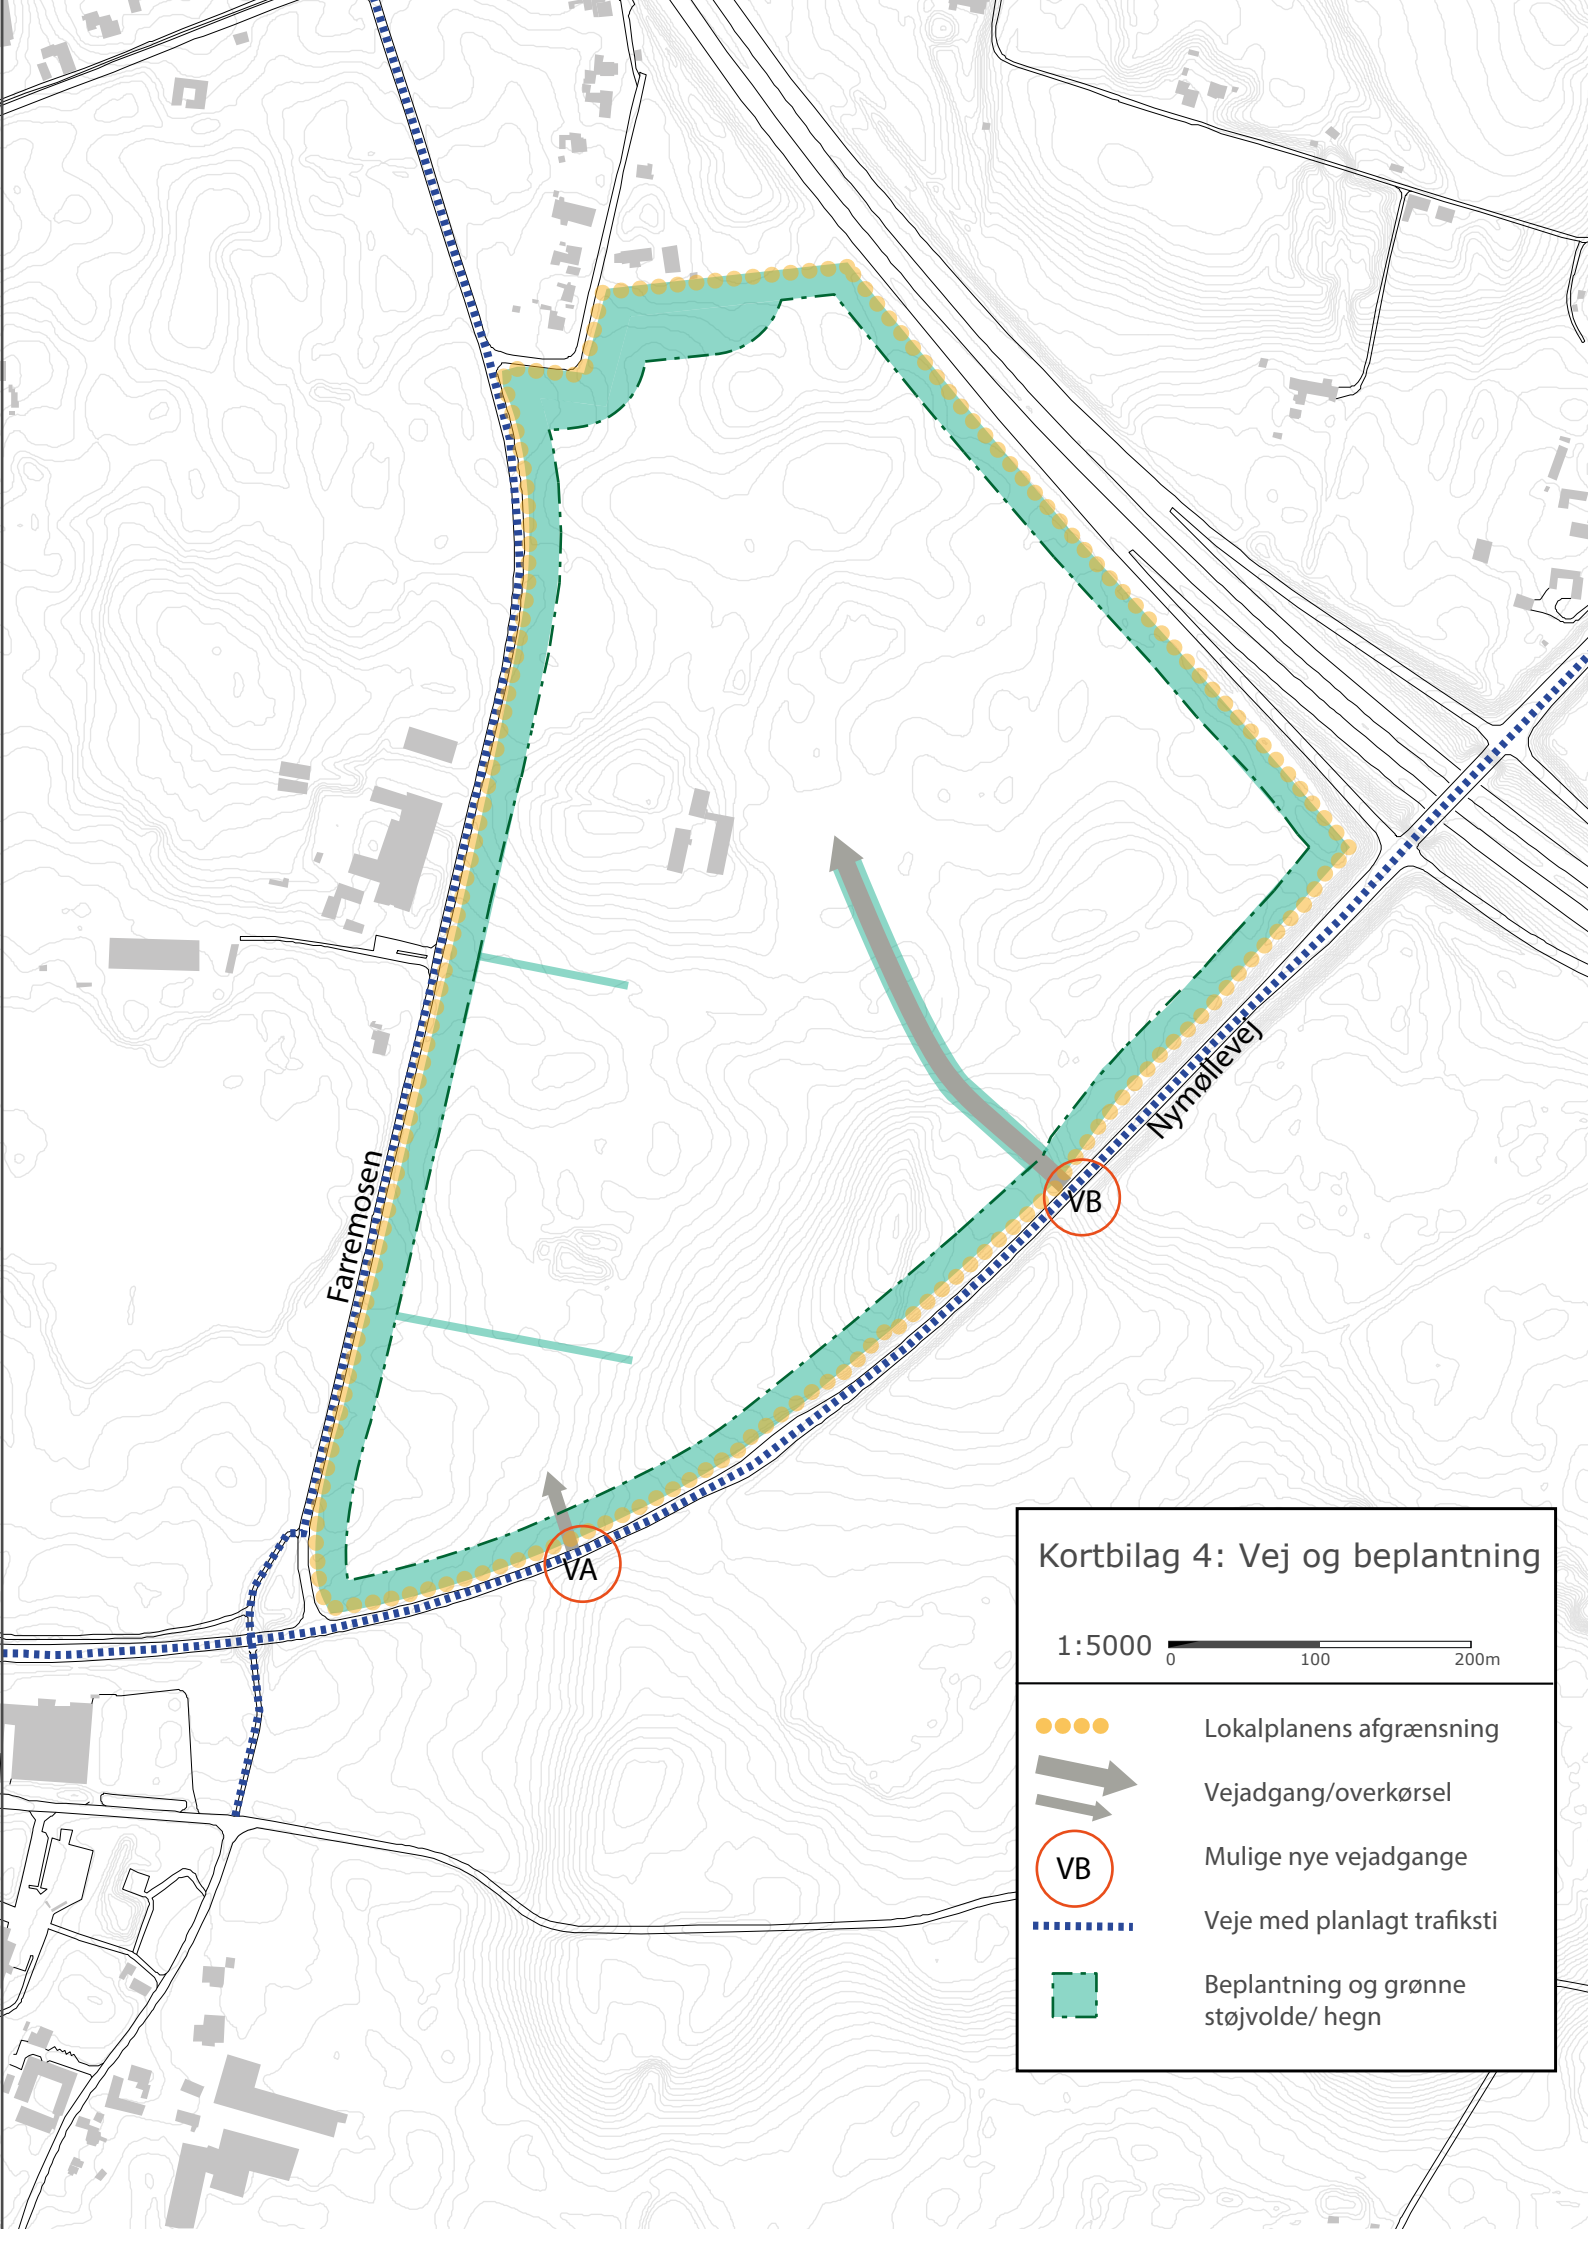 Nymøllevej
Farremosen
VB
VA
Kortbilag 4: Vej og beplantning
1:5000
0 100 200m
Lokalplanens afgrænsning
Vejadgang/overkørsel
VB
Mulige nye vejadgange
Veje med planlagt trafiksti
Beplantning og grønne
støjvolde/ hegn